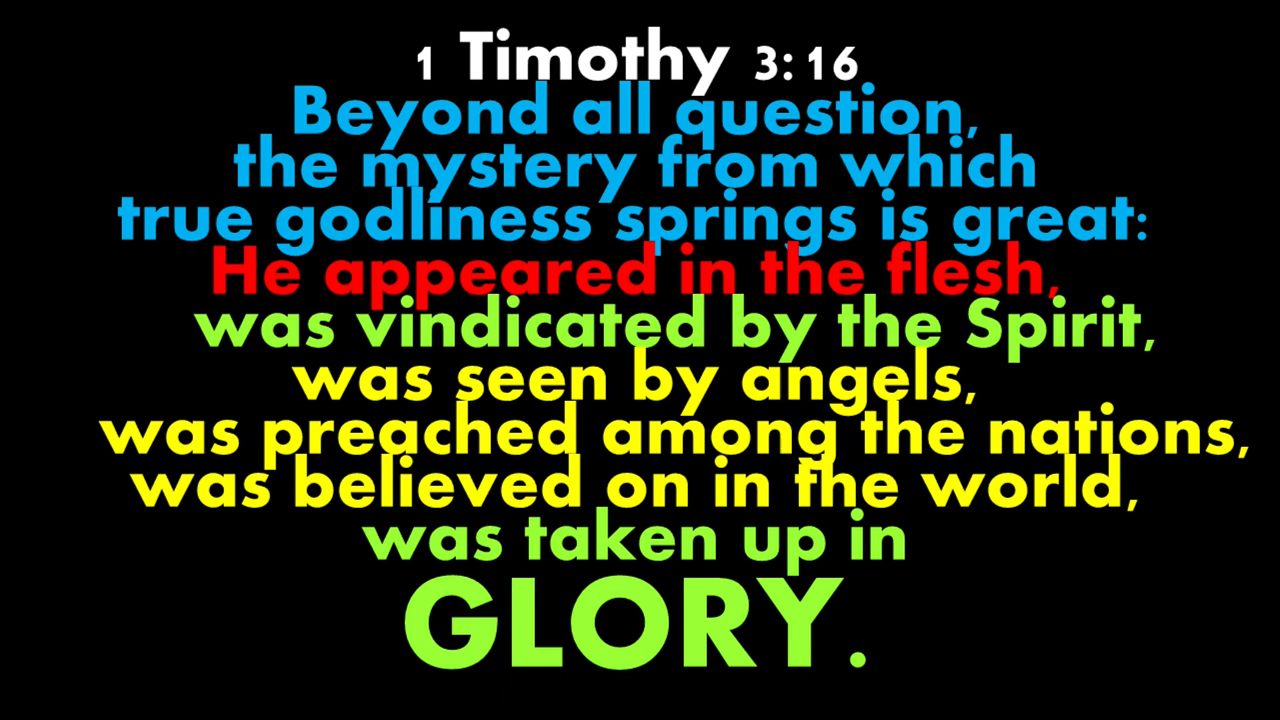 1 Timothy 3:16
Beyond all question,
the mystery from which
true godliness springs is great:
He appeared in the flesh,
was vindicated by the Spirit,
was seen by angels,
was preached among the nations,
was believed on in the world,
was taken up in
GLORY.